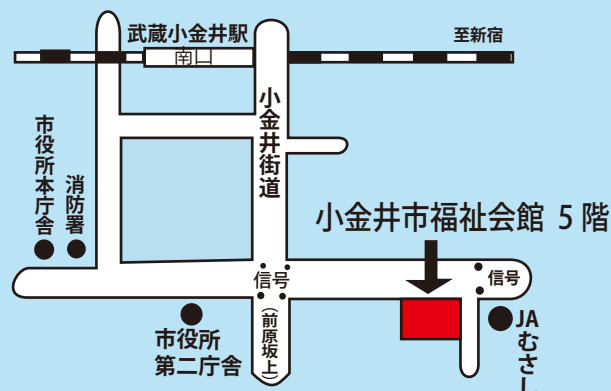 武蔵小金井駅
南口
至新宿
小金井街道
市役所本庁舎
消防署
小金井市福祉会館 5 階
信号
信号
(前原坂上)
市役所
第二庁舎
JAむさし